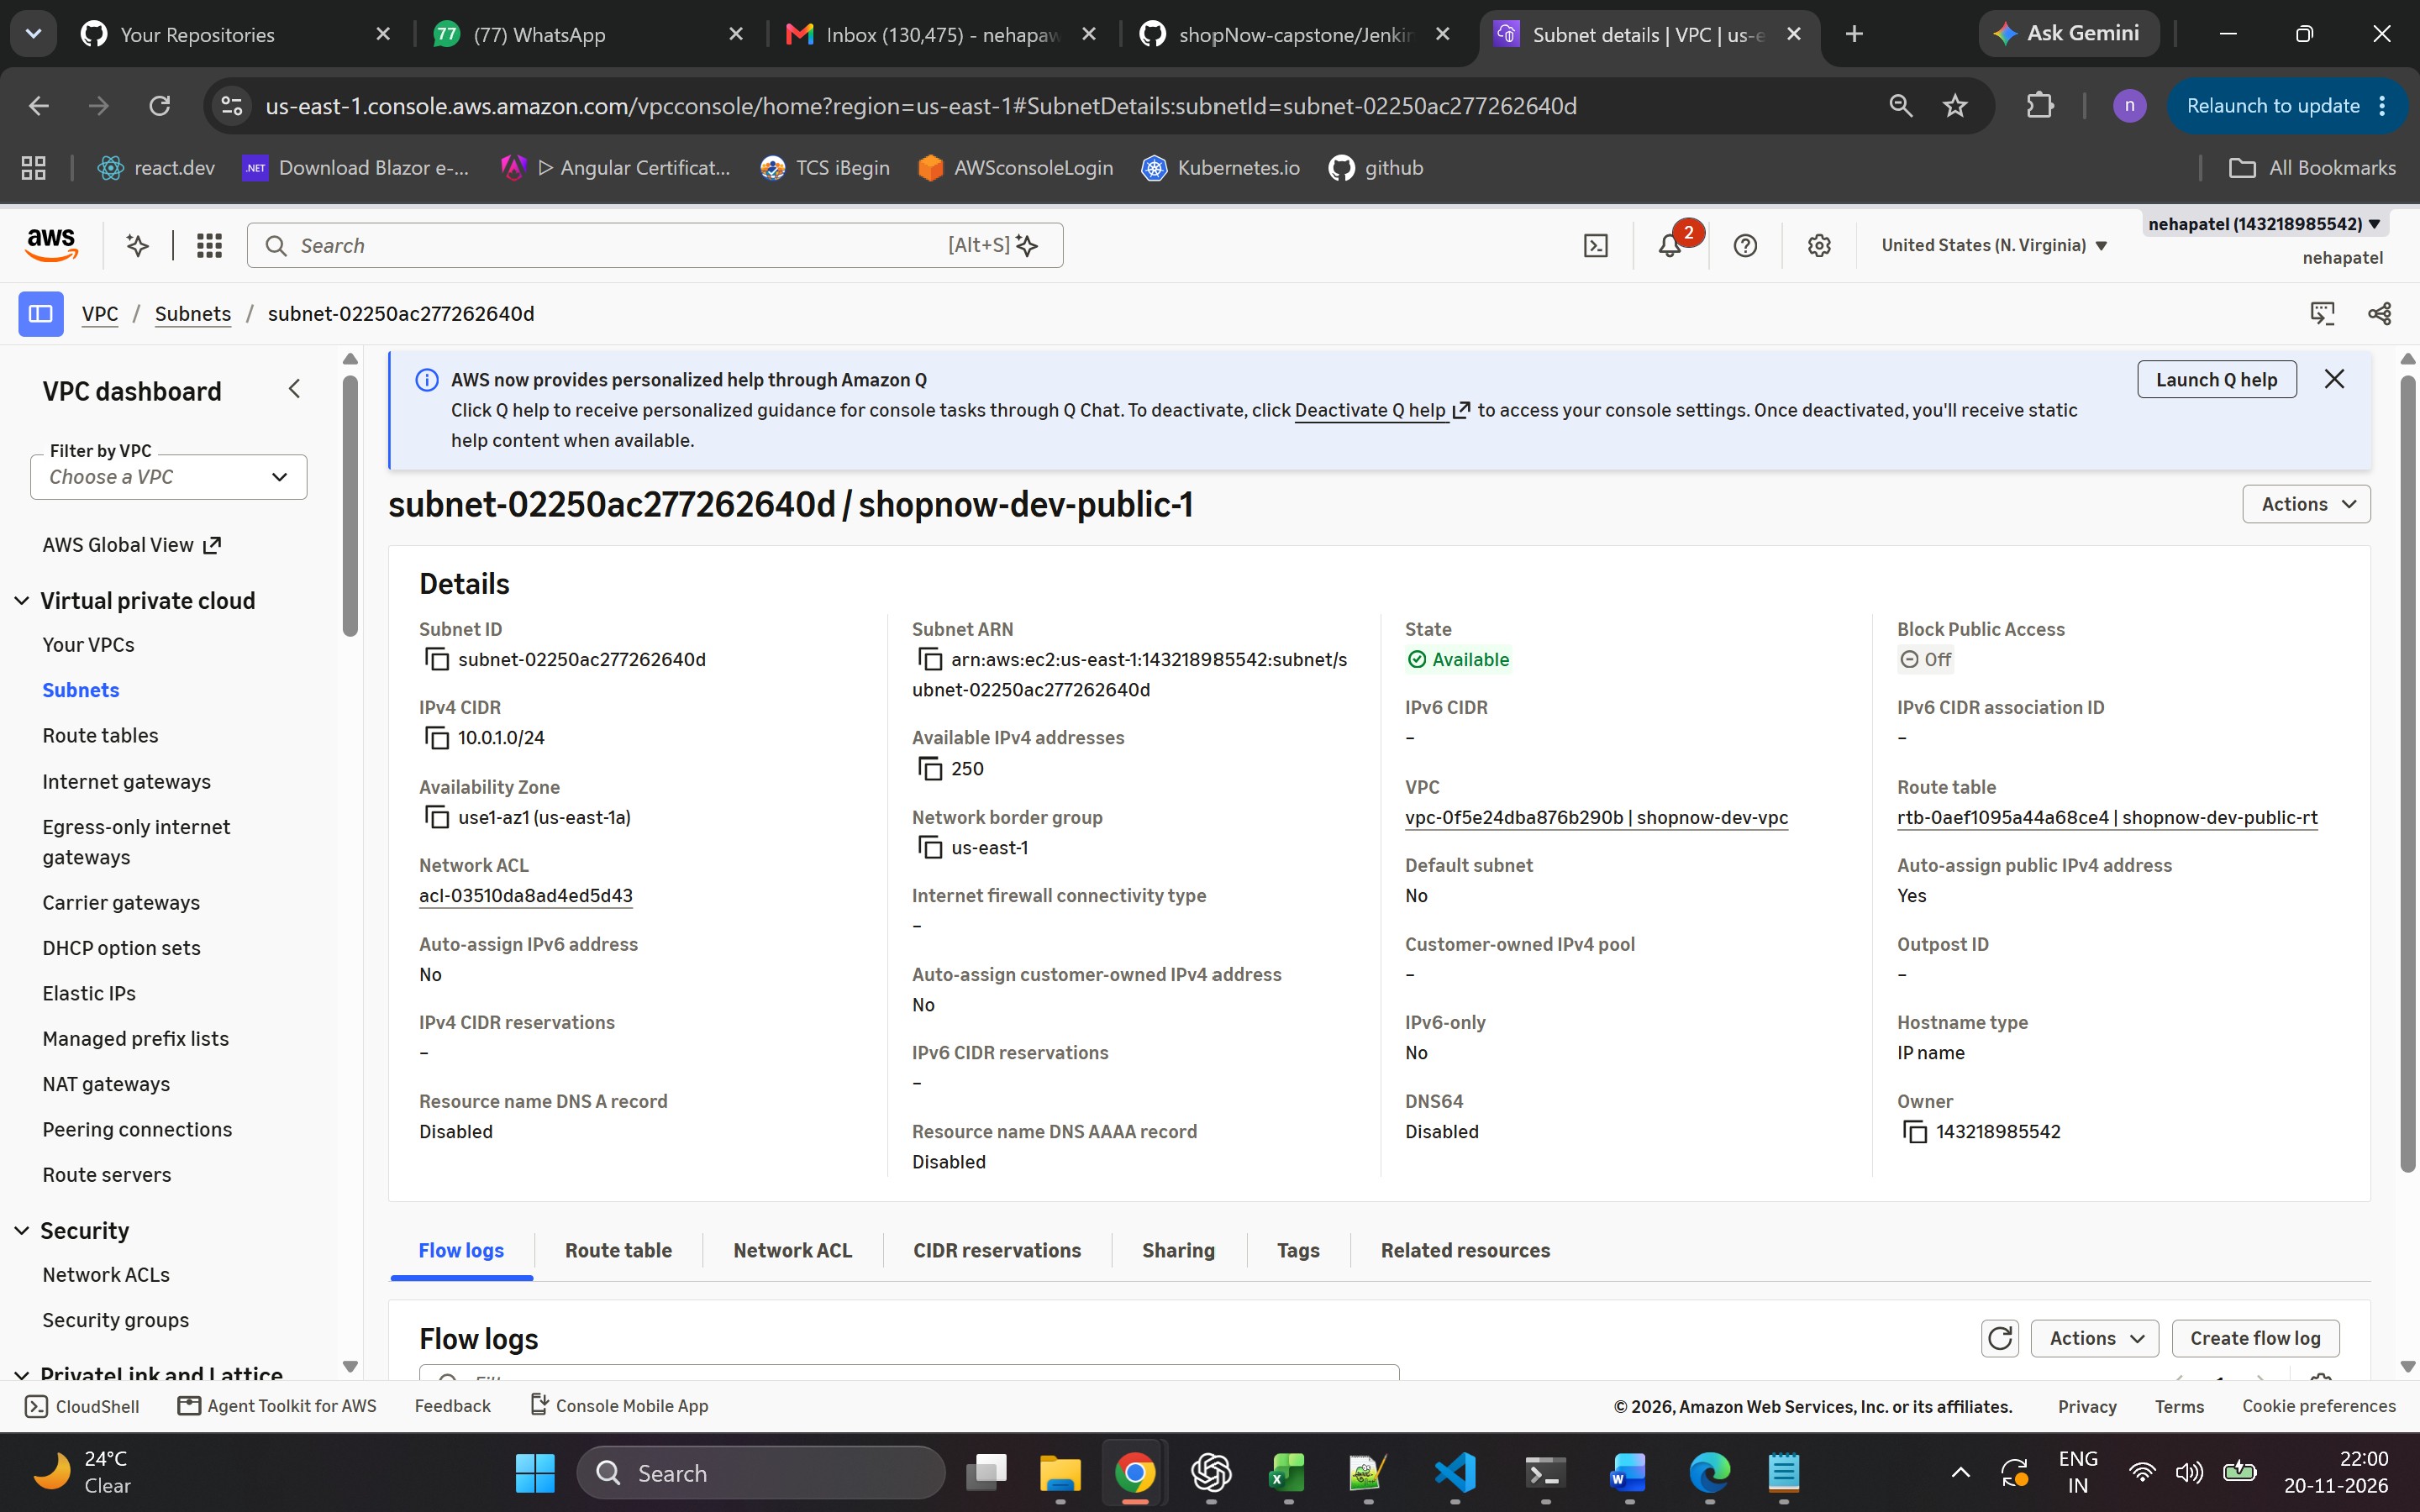 Your Repositories
77
(77) WhatsApp
Inbox (130,475) - nehapaw
shopNow-capstone/Jenkin
Subnet details | VPC | us-e
Ask Gemini
us-east-1.console.aws.amazon.com/vpcconsole/home?region=us-east-1#SubnetDetails:subnetId=subnet-02250ac277262640d
n
Relaunch to update
react.dev
.NET
Download Blazor e-...
▷ Angular Certificat...
TCS iBegin
AWSconsoleLogin
Kubernetes.io
github
All Bookmarks
aws
Search
[Alt+S]
2
United States (N. Virginia)
nehapatel (143218985542)
nehapatel
VPC / Subnets / subnet-02250ac277262640d
VPC dashboard
Filter by VPC
Choose a VPC
AWS Global View
Virtual private cloud
Your VPCs
Subnets
Route tables
Internet gateways
Egress-only internet
gateways
Carrier gateways
DHCP option sets
Elastic IPs
Managed prefix lists
NAT gateways
Peering connections
Route servers
Security
Network ACLs
Security groups
PrivateLink and Lattice
AWS now provides personalized help through Amazon Q
Click Q help to receive personalized guidance for console tasks through Q Chat. To deactivate, click Deactivate Q help to access your console settings. Once deactivated, you'll receive static
help content when available.
Launch Q help
subnet-02250ac277262640d / shopnow-dev-public-1
Actions
Details
Subnet ID
subnet-02250ac277262640d
IPv4 CIDR
10.0.1.0/24
Availability Zone
use1-az1 (us-east-1a)
Network ACL
acl-03510da8ad4ed5d43
Auto-assign IPv6 address
No
IPv4 CIDR reservations
–
Resource name DNS A record
Disabled
Subnet ARN
arn:aws:ec2:us-east-1:143218985542:subnet/s
ubnet-02250ac277262640d
Available IPv4 addresses
250
Network border group
us-east-1
Internet firewall connectivity type
–
Auto-assign customer-owned IPv4 address
No
IPv6 CIDR reservations
–
Resource name DNS AAAA record
Disabled
State
Available
IPv6 CIDR
–
VPC
vpc-0f5e24dba876b290b | shopnow-dev-vpc
Default subnet
No
Customer-owned IPv4 pool
–
IPv6-only
No
DNS64
Disabled
Block Public Access
Off
IPv6 CIDR association ID
–
Route table
rtb-0aef1095a44a68ce4 | shopnow-dev-public-rt
Auto-assign public IPv4 address
Yes
Outpost ID
–
Hostname type
IP name
Owner
143218985542
Flow logs
Route table
Network ACL
CIDR reservations
Sharing
Tags
Related resources
Flow logs
Actions
Create flow log
CloudShell
Agent Toolkit for AWS
Feedback
Console Mobile App
© 2026, Amazon Web Services, Inc. or its affiliates.
Privacy
Terms
Cookie preferences
24°C
Clear
Search
ENG
IN
22:00
20-11-2026